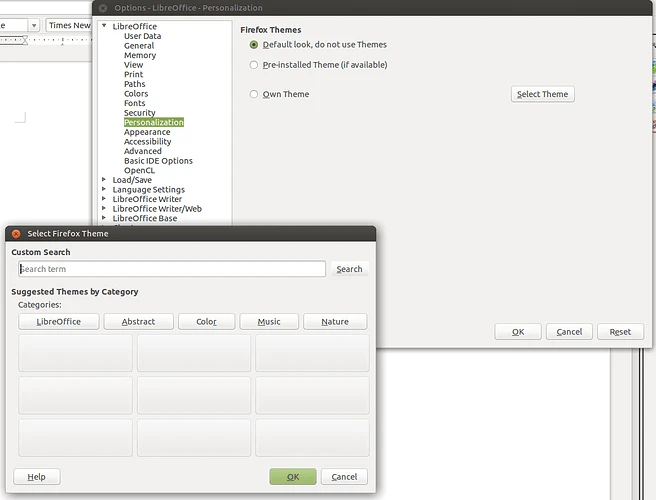 Options - LibreOffice - Personalization
Times New
LibreOffice
User Data
General
Memory
View
Print
Paths
Colors
Fonts
Security
Personalization
Appearance
Accessibility
Advanced
Basic IDE Options
OpenCL
Load/Save
Language Settings
LibreOffice Writer
LibreOffice Writer/Web
LibreOffice Base
Firefox Themes
Default look, do not use Themes
Pre-installed Theme (if available)
Own Theme
Select Theme
OK Cancel Reset
Select Firefox Theme
Custom Search
Search term
Search
Suggested Themes by Category
Categories:
LibreOffice Abstract Color Music Nature
Help OK Cancel